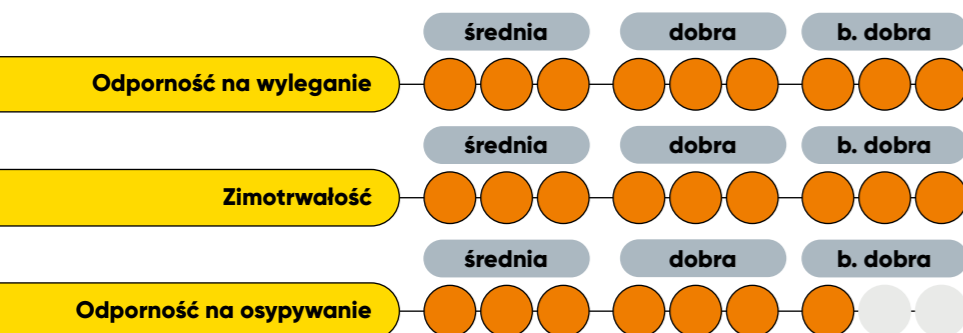 średnia dobra b. dobra
Odporność na wyleganie
średnia dobra b. dobra
Zimotrwałość
średnia dobra b. dobra
Odporność na osypywanie